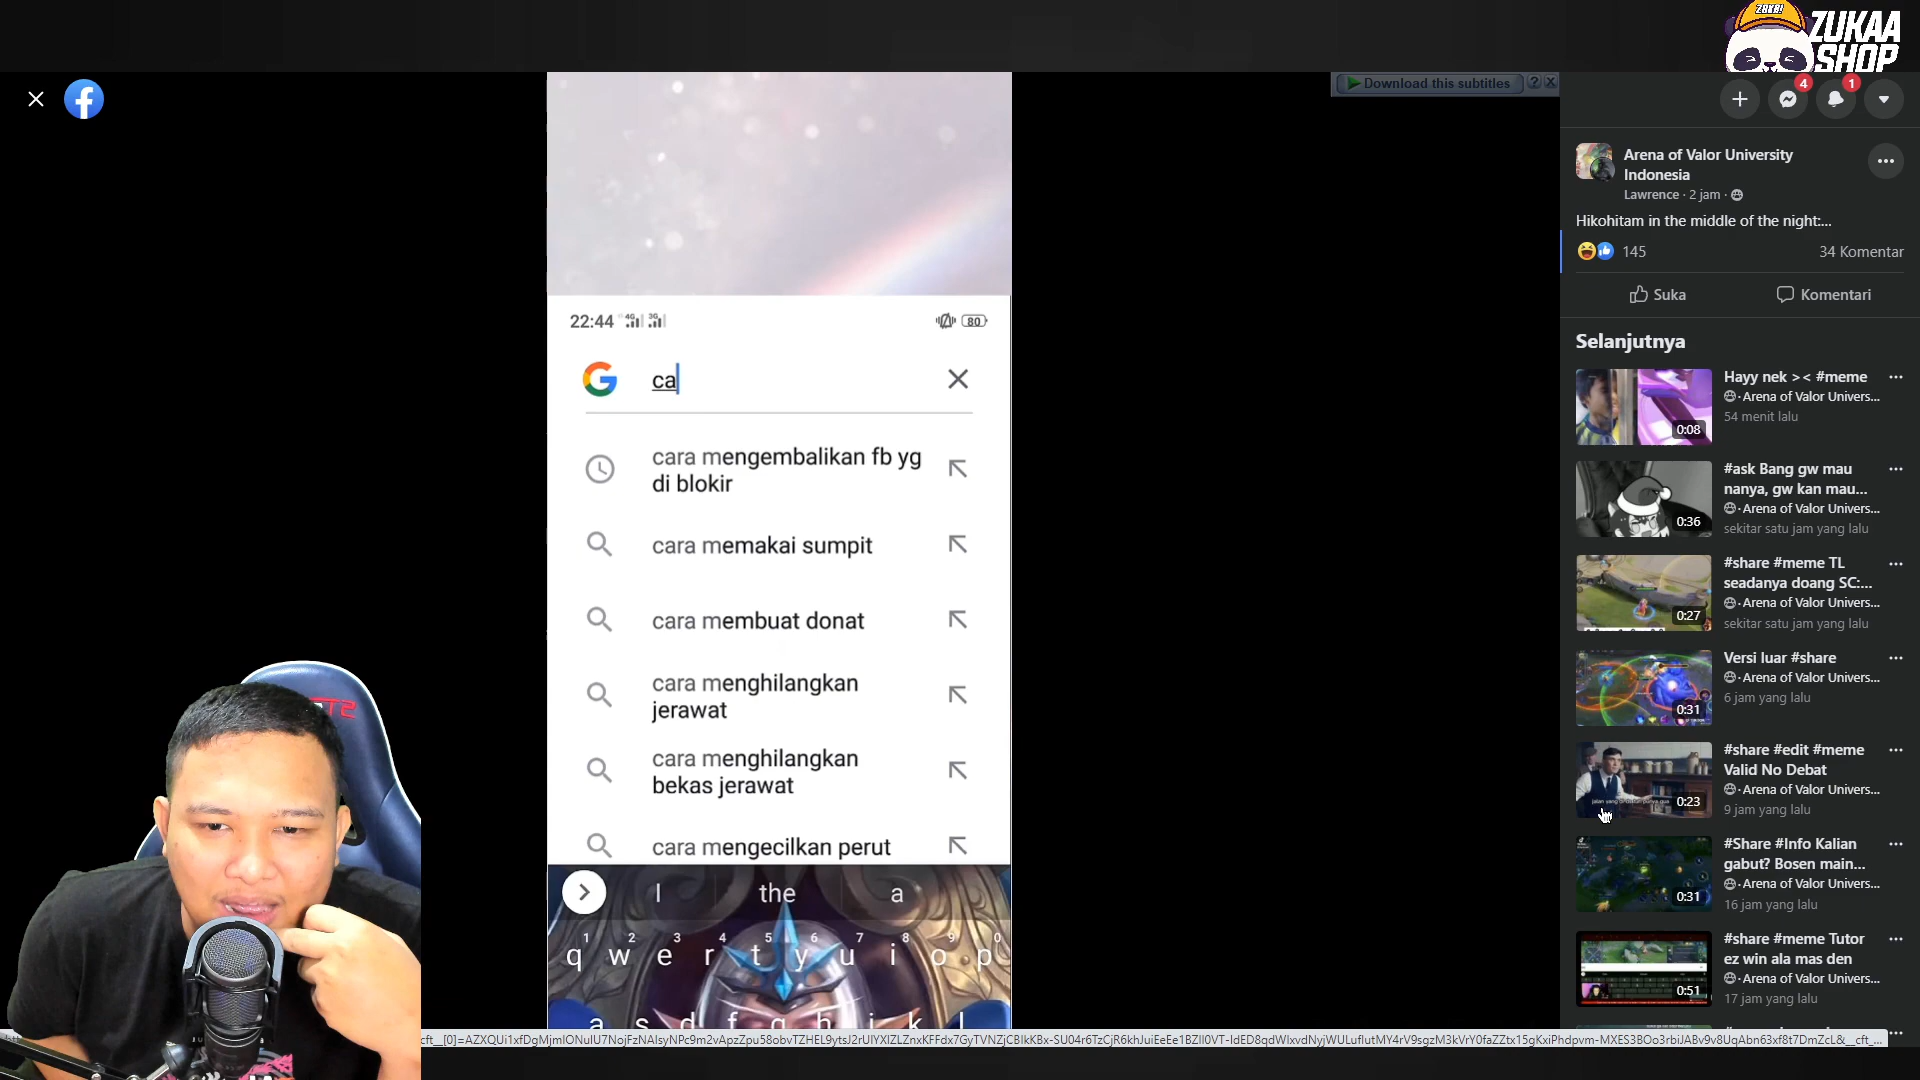 ZBKB!
ZUKAA
SHOP
Download this subtitles
?
4
1
Arena of Valor University
Indonesia
Lawrence · 2 jam ·
Hikohitam in the middle of the night:...
145
34 Komentar
Suka
Komentari
Selanjutnya
Hayy nek >< #meme
Arena of Valor Univers...
54 menit lalu
0:08
#ask Bang gw mau
nanya, gw kan mau...
Arena of Valor Univers...
sekitar satu jam yang lalu
0:36
#share #meme TL
seadanya doang SC:...
Arena of Valor Univers...
sekitar satu jam yang lalu
0:27
Versi luar #share
Arena of Valor Univers...
6 jam yang lalu
0:31
#share #edit #meme
Valid No Debat
Arena of Valor Univers...
9 jam yang lalu
0:23
#Share #Info Kalian
gabut? Bosen main...
Arena of Valor Univers...
16 jam yang lalu
0:31
#share #meme Tutor
ez win ala mas den
Arena of Valor Univers...
17 jam yang lalu
0:51
22:44 4G 3G 80
ca
cara mengembalikan fb yg
di blokir
cara memakai sumpit
cara membuat donat
cara menghilangkan
jerawat
cara menghilangkan
bekas jerawat
cara mengecilkan perut
I the a
1 2 3 4 5 6 7 8 9 0
q w e r t y u i o p
a s d f g h j k l